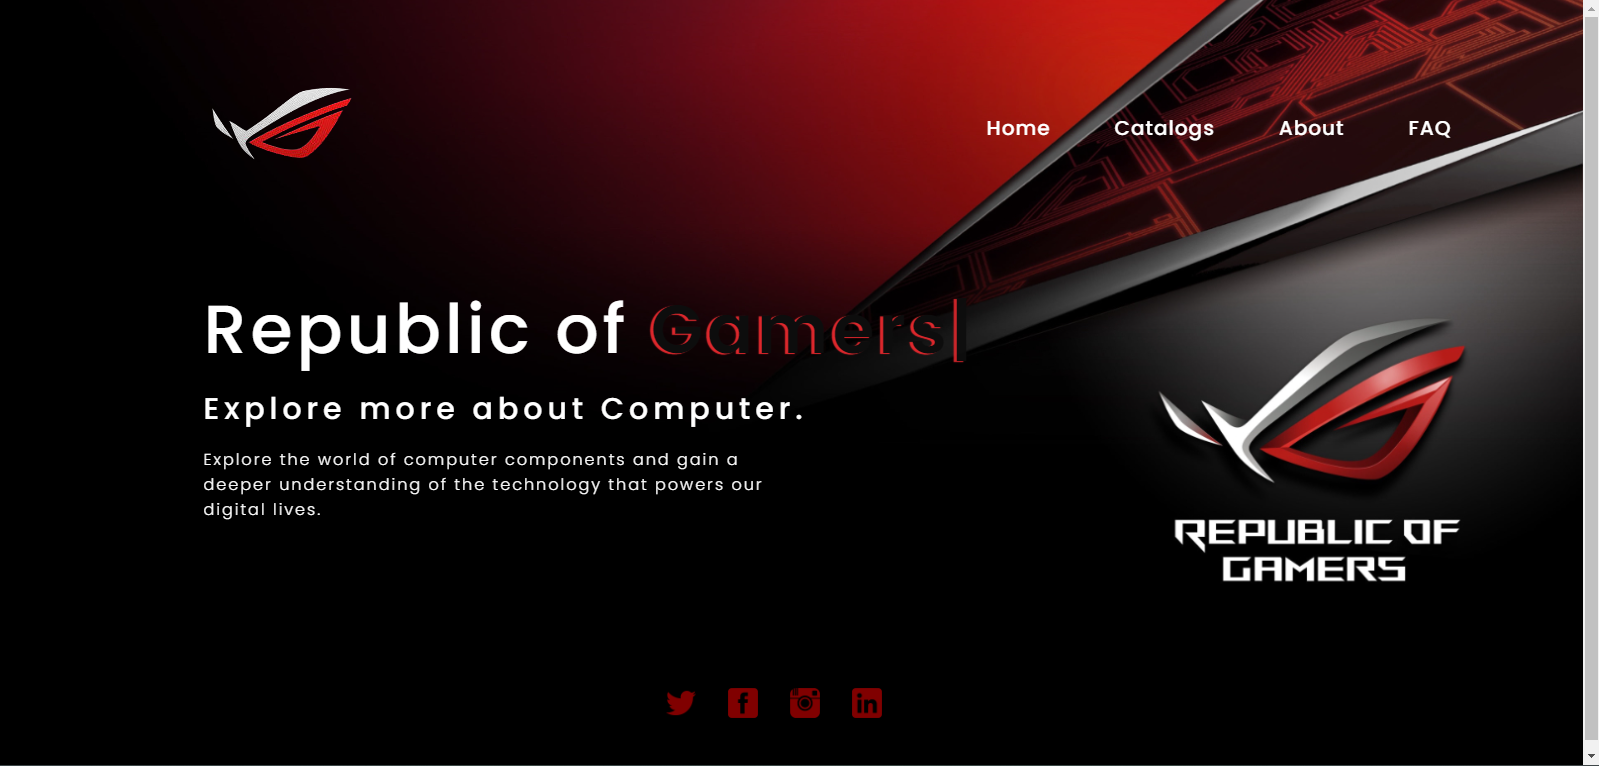 Home Catalogs About FAQ
Republic of Gamers|
Explore more about Computer.
Explore the world of computer components and gain a
deeper understanding of the technology that powers our
digital lives.
REPUBLIC OF
GAMERS